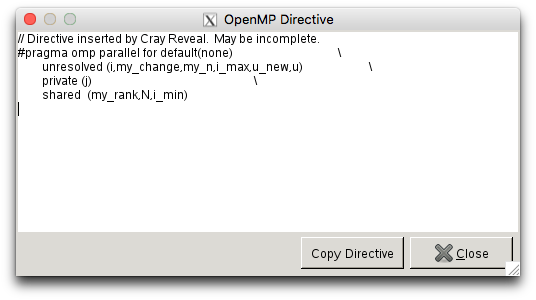 OpenMP Directive
// Directive inserted by Cray Reveal.  May be incomplete.
#pragma omp parallel for default(none) \
unresolved (i,my_change,my_n,i_max,u_new,u) \
private (j) \
shared  (my_rank,N,i_min)
Copy Directive
Close